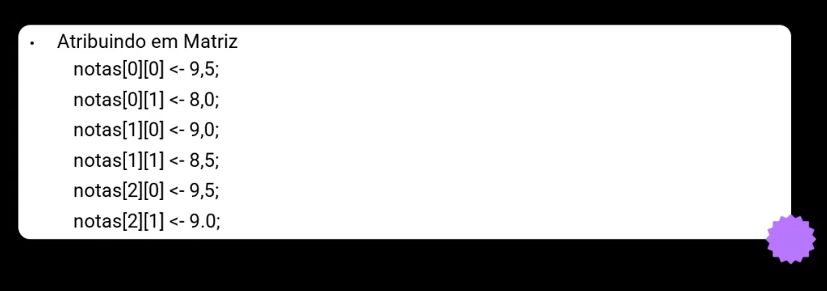 • Atribuindo em Matriz
notas[0][0] <- 9,5;
notas[0][1] <- 8,0;
notas[1][0] <- 9,0;
notas[1][1] <- 8,5;
notas[2][0] <- 9,5;
notas[2][1] <- 9.0;